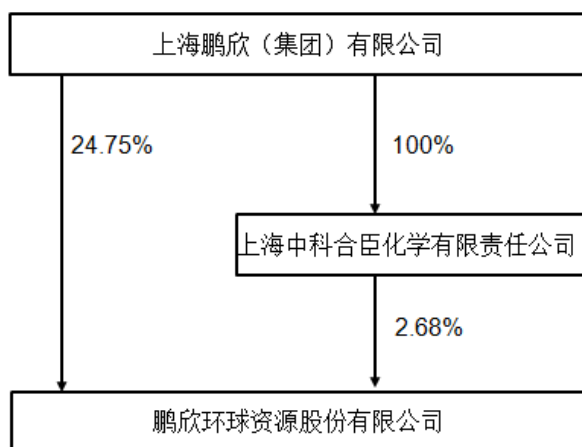 上海鹏欣（集团）有限公司
24.75%
100%
上海中科合臣化学有限责任公司
2.68%
鹏欣环球资源股份有限公司